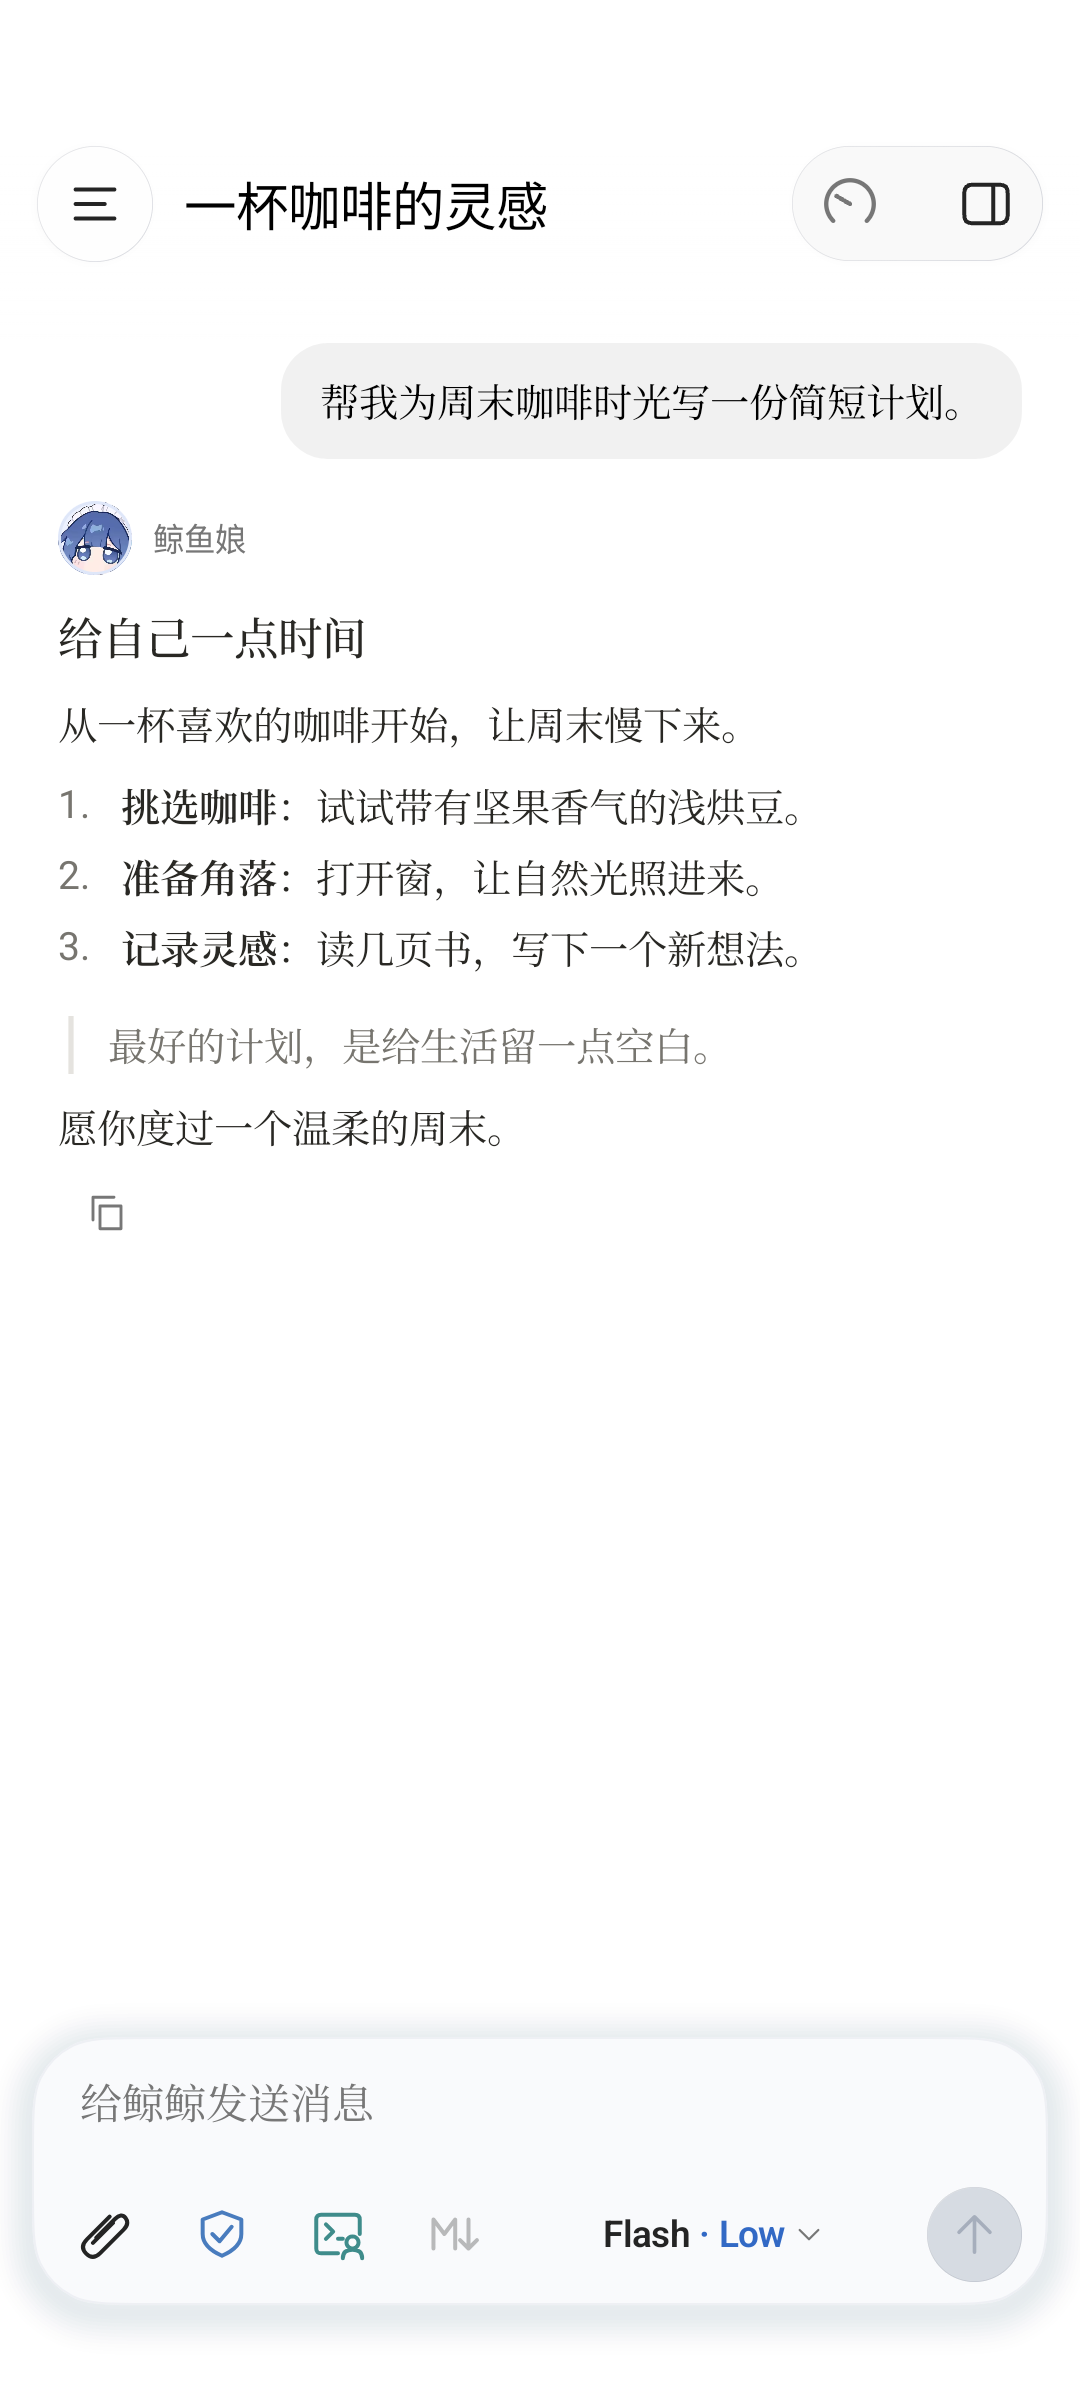 一杯咖啡的灵感
帮我为周末咖啡时光写一份简短计划。
鲸鱼娘
给自己一点时间
从一杯喜欢的咖啡开始，让周末慢下来。
1. 挑选咖啡：试试带有坚果香气的浅烘豆。
2. 准备角落：打开窗，让自然光照进来。
3. 记录灵感：读几页书，写下一个新想法。
最好的计划，是给生活留一点空白。
愿你度过一个温柔的周末。
给鲸鲸发送消息
M↓ Flash · Low